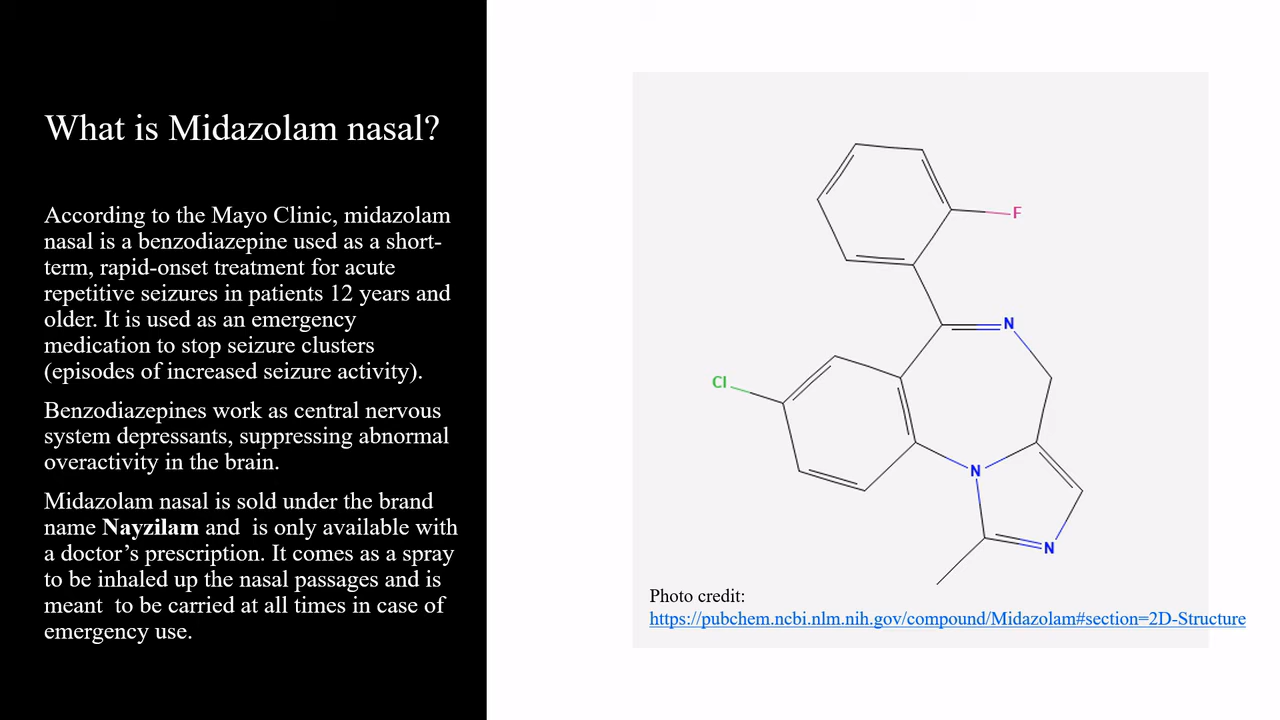 What is Midazolam nasal?
According to the Mayo Clinic, midazolam
nasal is a benzodiazepine used as a short-
term, rapid-onset treatment for acute
repetitive seizures in patients 12 years and
older. It is used as an emergency
medication to stop seizure clusters
(episodes of increased seizure activity).
Benzodiazepines work as central nervous
system depressants, suppressing abnormal
overactivity in the brain.
Midazolam nasal is sold under the brand
name Nayzilam and  is only available with
a doctor’s prescription. It comes as a spray
to be inhaled up the nasal passages and is
meant  to be carried at all times in case of
emergency use.
F
N
Cl
N
N
Photo credit:
https://pubchem.ncbi.nlm.nih.gov/compound/Midazolam#section=2D-Structure